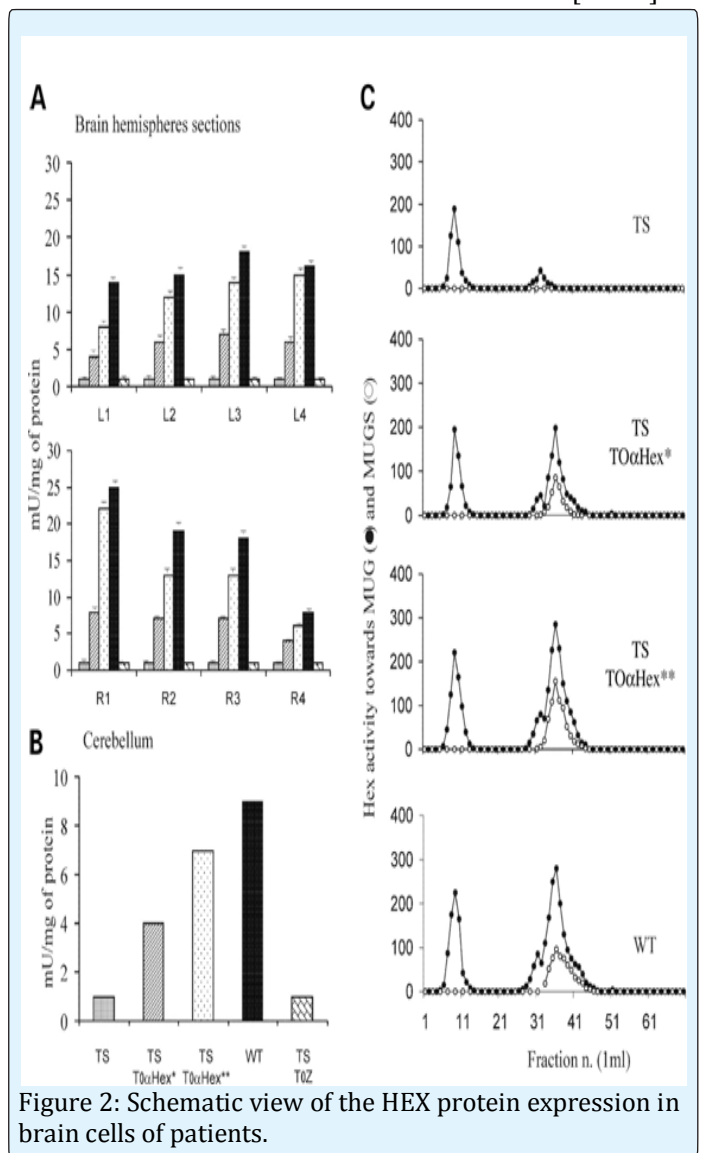 A
Brain hemispheres sections
30
25
20
15
10
5
0
L1 L2 L3 L4
30
25
20
15
10
5
0
R1 R2 R3 R4
mU/mg of protein
B
Cerebellum
10
8
6
4
2
0
mU/mg of protein
TS TS TS WT TS
T0αHex* T0αHex** T0Z
C
400
300
200
100
0
TS
400
300
200
100
0
TS
TOαHex*
400
300
200
100
0
TS
TOαHex**
400
300
200
100
0
WT
1 11 21 31 41 51 61
Fraction n. (1ml)
Hex activity towards MUG (●) and MUGS (○)
Figure 2: Schematic view of the HEX protein expression in
brain cells of patients.